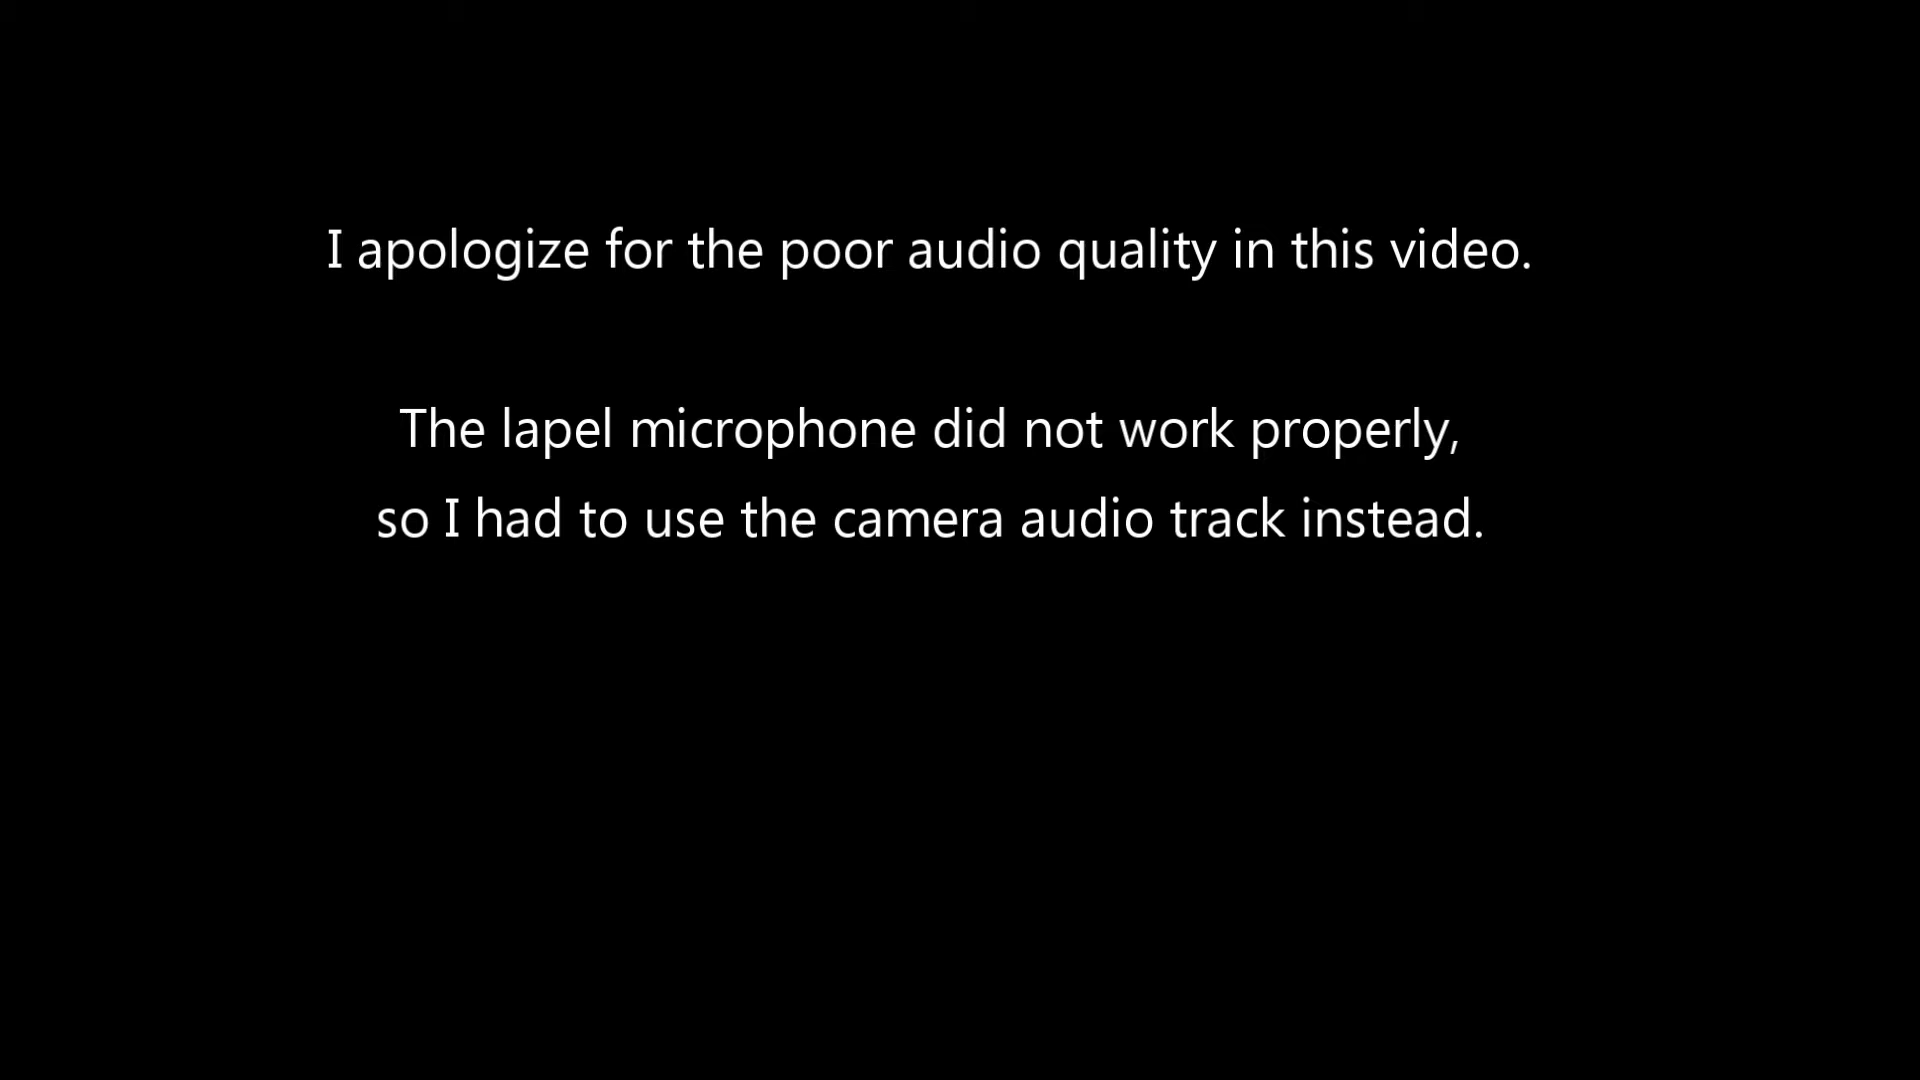 I apologize for the poor audio quality in this video.
The lapel microphone did not work properly,
so I had to use the camera audio track instead.